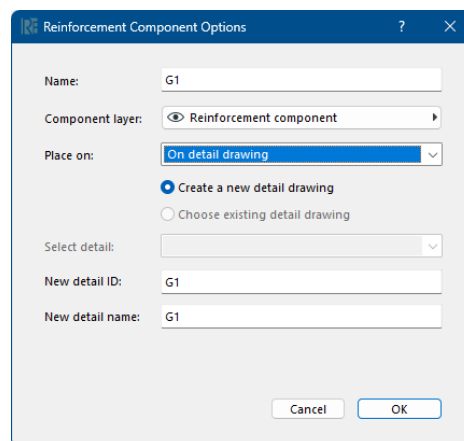 RE Reinforcement Component Options ? ×
Name: G1
Component layer: Reinforcement component
Place on: On detail drawing
Create a new detail drawing
Choose existing detail drawing
Select detail:
New detail ID: G1
New detail name: G1
Cancel OK